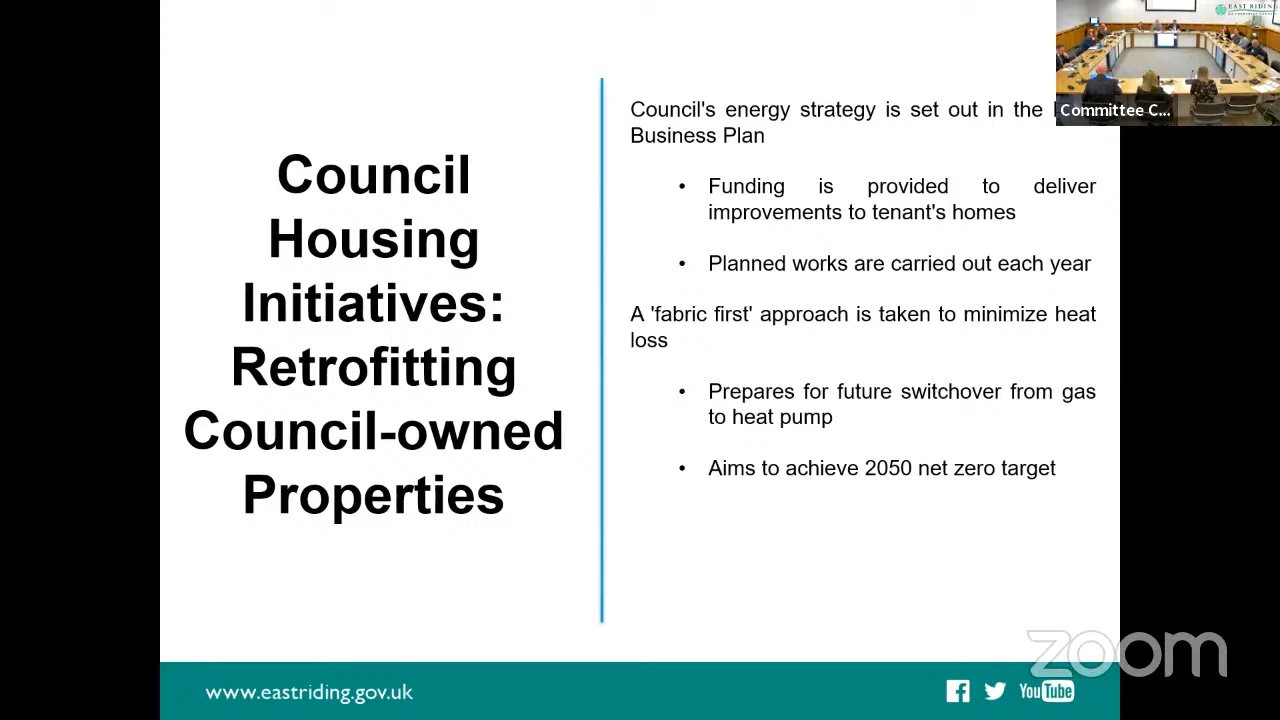 Council
Housing
Initiatives:
Retrofitting
Council-owned
Properties
Council's energy strategy is set out in the
Business Plan
• Funding is provided to deliver
improvements to tenant's homes
• Planned works are carried out each year
A 'fabric first' approach is taken to minimize heat
loss
• Prepares for future switchover from gas
to heat pump
• Aims to achieve 2050 net zero target
EAST RIDING
Committee C...
zoom
www.eastriding.gov.uk
YouTube